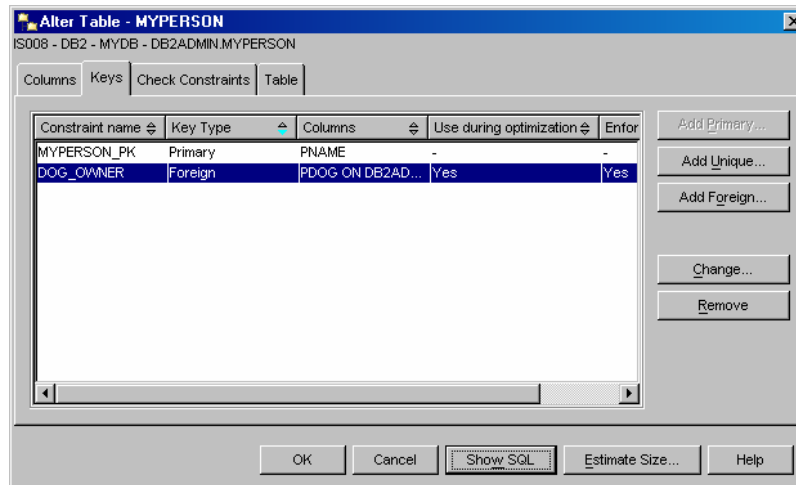 Alter Table - MYPERSON
IS008 - DB2 - MYDB - DB2ADMIN.MYPERSON
Columns Keys Check Constraints Table
Constraint name Key Type Columns Use during optimization Enfor
MYPERSON_PK Primary PNAME - -
DOG_OWNER Foreign PDOG ON DB2AD... Yes Yes
Add Primary...
Add Unique...
Add Foreign...
Change...
Remove
OK Cancel Show SQL Estimate Size... Help